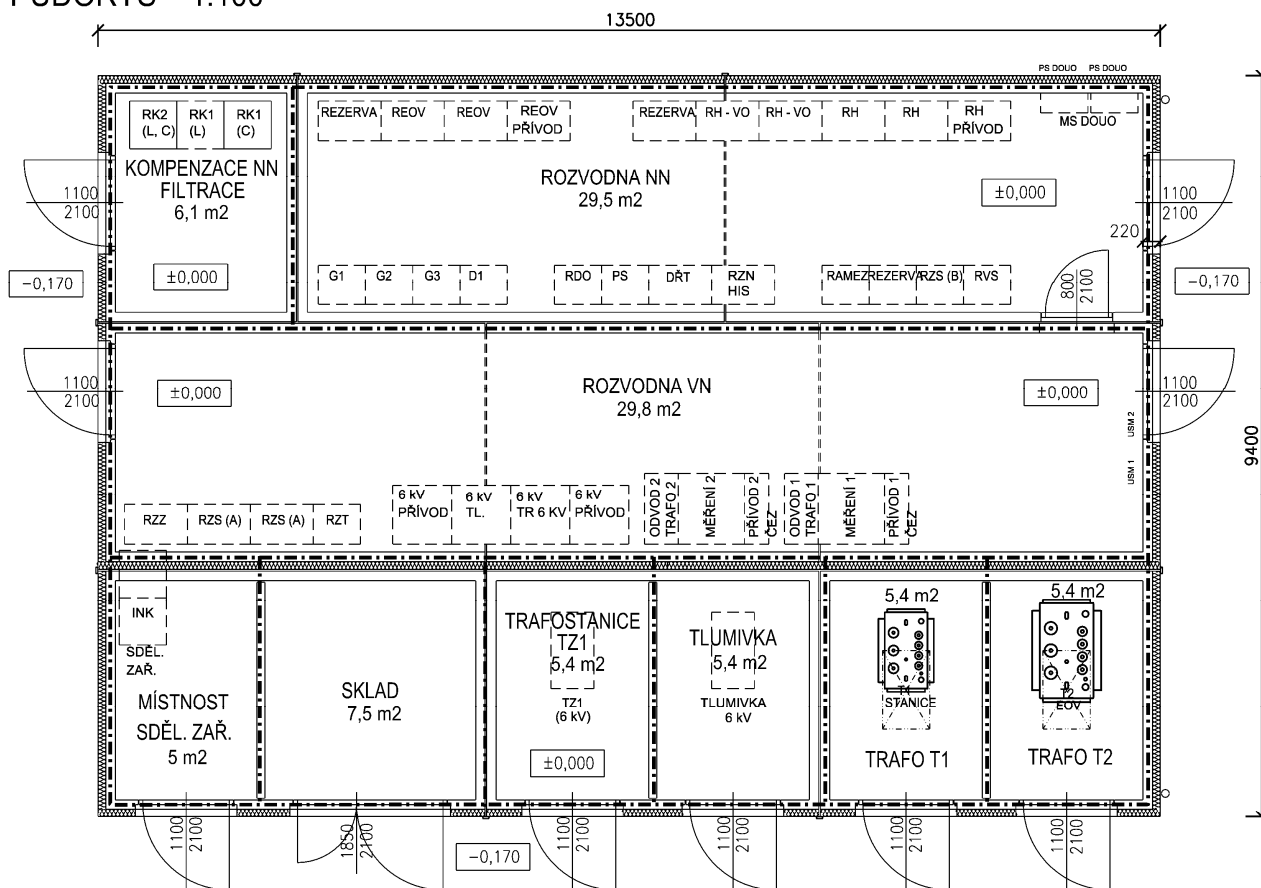 PŮDORYS 1:100
13500
PS DOUO PS DOUO
RK2 (L, C)
RK1 (L)
RK1 (C)
REZERVA
REOV
REOV
REOV PŘÍVOD
REZERVA
RH - VO
RH - VO
RH
RH
RH PŘÍVOD
MS DOUO
KOMPENZACE NN
FILTRACE
6,1 m2
ROZVODNA NN
29,5 m2
±0,000
1100
2100
1100
2100
220
±0,000
-0,170
G1
G2
G3
D1
RDO
PS
DŘT
RZN HIS
RAMEZ
REZERVA
RZS (B)
RVS
800
2100
-0,170
ROZVODNA VN
29,8 m2
±0,000
±0,000
1100
2100
1100
2100
USM 2
USM 1
9400
RZZ
RZS (A)
RZS (A)
RZT
6 kV PŘÍVOD
6 kV TL.
6 kV TR 6 KV
6 kV PŘÍVOD
ODVOD 2 TRAFO 2
MĚŘENÍ 2
PŘÍVOD 2 ČEZ
ODVOD 1 TRAFO 1
MĚŘENÍ 1
PŘÍVOD 1 ČEZ
INK
SDĚL.
ZAŘ.
MÍSTNOST
SDĚL. ZAŘ.
5 m2
SKLAD
7,5 m2
TRAFOSTANICE
TZ1
5,4 m2
TZ1
(6 kV)
±0,000
TLUMIVKA
5,4 m2
TLUMIVKA
6 kV
5,4 m2
T1
STANICE
TRAFO T1
5,4 m2
T2
EOV
TRAFO T2
1100
2100
1850
2100
-0,170
1100
2100
1100
2100
1100
2100
1100
2100